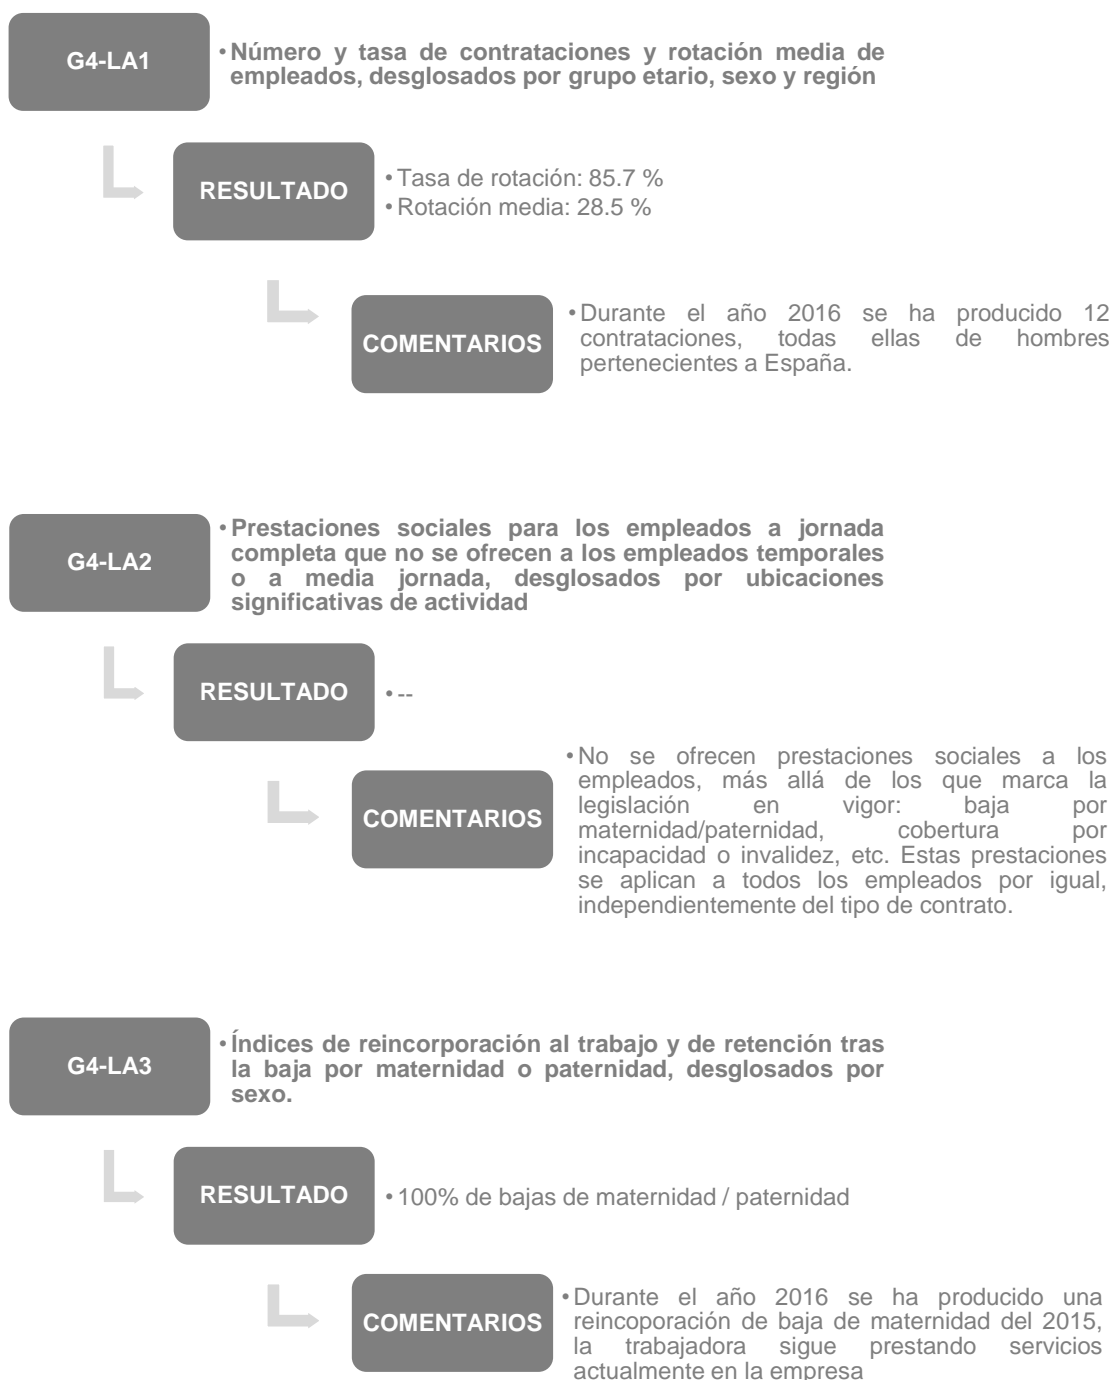 G4-LA1
• Número y tasa de contrataciones y rotación media de
empleados, desglosados por grupo etario, sexo y región
RESULTADO
• Tasa de rotación: 85.7 %
• Rotación media: 28.5 %
COMENTARIOS
• Durante el año 2016 se ha producido 12
contrataciones, todas ellas de hombres
pertenecientes a España.
G4-LA2
• Prestaciones sociales para los empleados a jornada
completa que no se ofrecen a los empleados temporales
o a media jornada, desglosados por ubicaciones
significativas de actividad
RESULTADO
• --
COMENTARIOS
• No se ofrecen prestaciones sociales a los
empleados, más allá de los que marca la
legislación en vigor: baja por
maternidad/paternidad, cobertura por
incapacidad o invalidez, etc. Estas prestaciones
se aplican a todos los empleados por igual,
independientemente del tipo de contrato.
G4-LA3
• Índices de reincorporación al trabajo y de retención tras
la baja por maternidad o paternidad, desglosados por
sexo.
RESULTADO
• 100% de bajas de maternidad / paternidad
COMENTARIOS
• Durante el año 2016 se ha producido una
reincoporación de baja de maternidad del 2015,
la trabajadora sigue prestando servicios
actualmente en la empresa